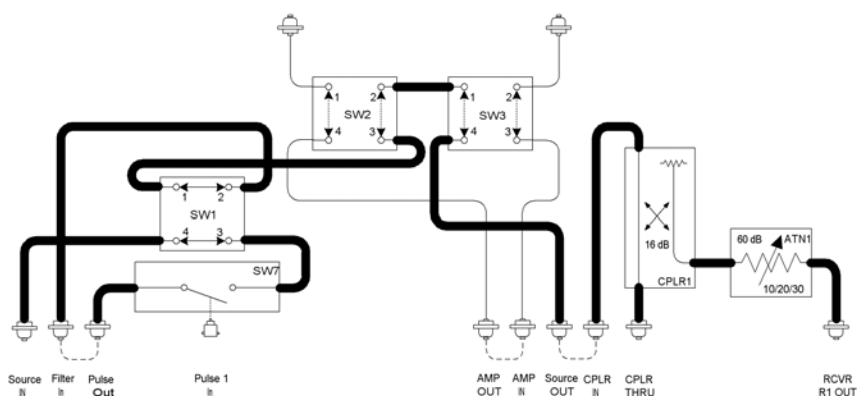 1
2
SW2
4
3
1
2
SW3
4
3
1
2
SW1
4
3
SW7
16 dB
CPLR1
60 dB
ATN1
10/20/30
Source
IN
Filter
In
Pulse
Out
Pulse 1
In
AMP
OUT
AMP
IN
Source
OUT
CPLR
IN
CPLR
THRU
RCVR
R1 OUT